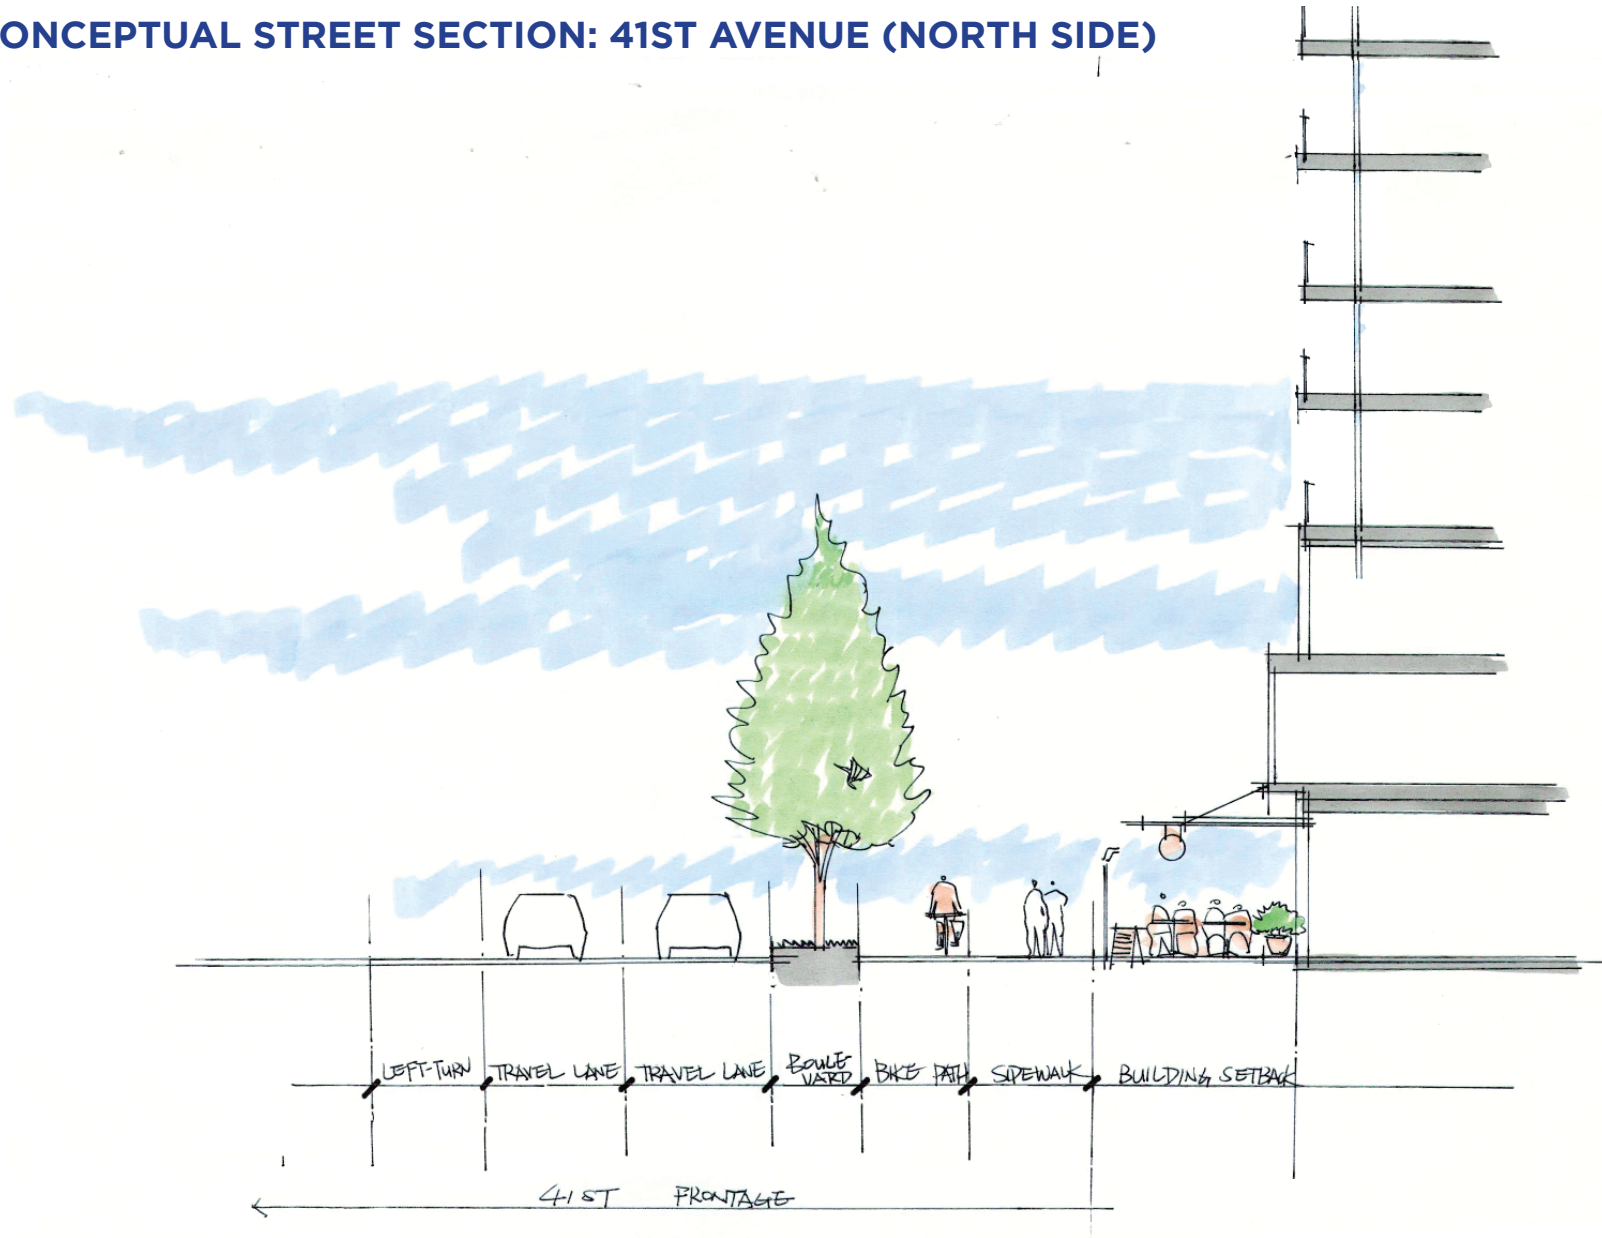 ONCEPTUAL STREET SECTION: 41ST AVENUE (NORTH SIDE)
LEFT-TURN
TRAVEL LANE
TRAVEL LANE
BOULE-
VARD
BIKE PATH
SIDEWALK
BUILDING SETBACK
41ST FRONTAGE